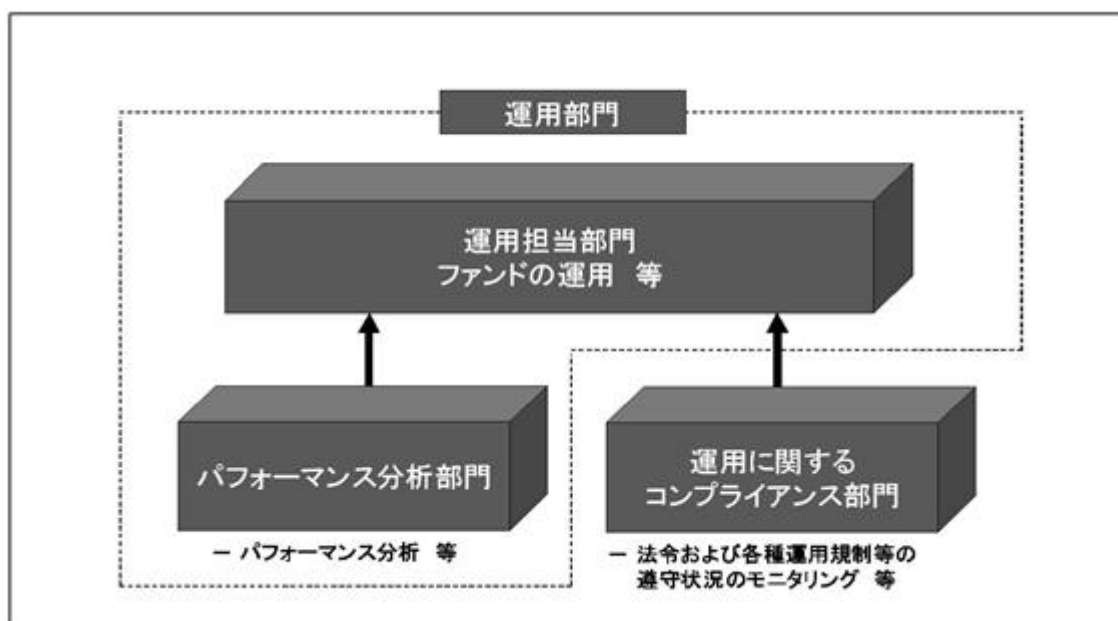 運用部門
運用担当部門
ファンドの運用 等
パフォーマンス分析部門
- パフォーマンス分析 等
運用に関する
コンプライアンス部門
- 法令および各種運用規制等の
遵守状況のモニタリング 等